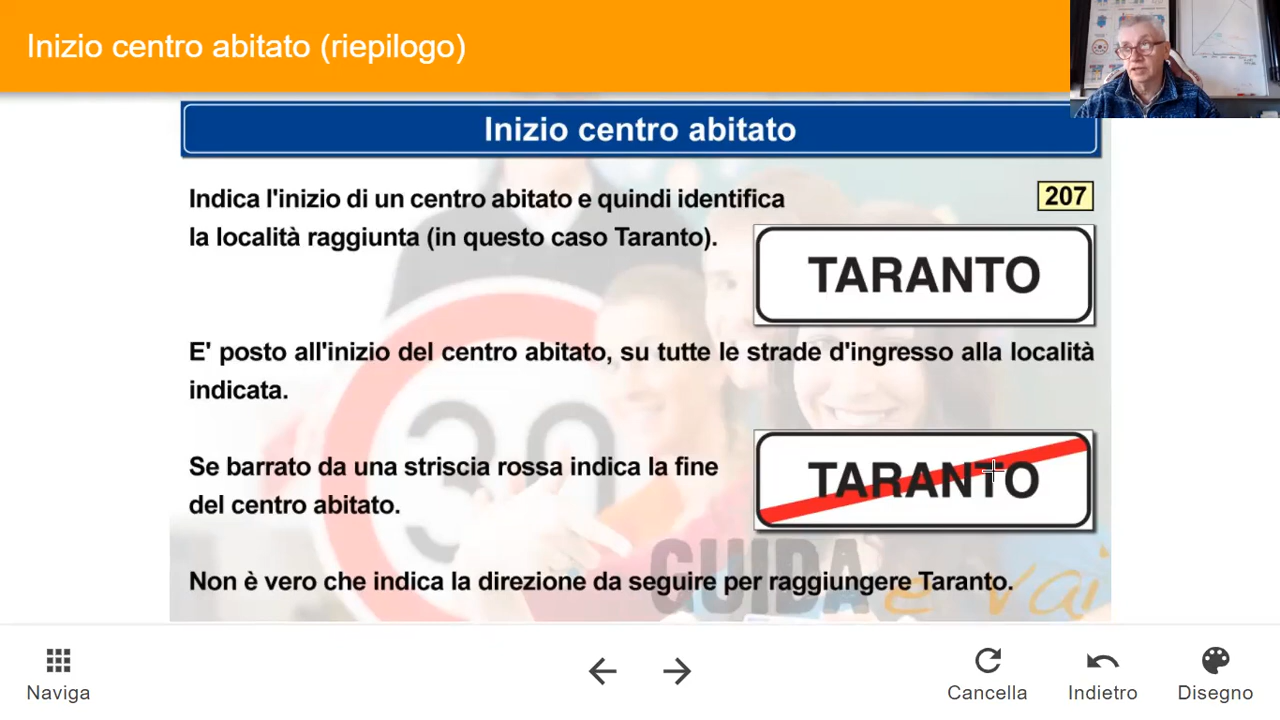 Inizio centro abitato (riepilogo)
Inizio centro abitato
Indica l'inizio di un centro abitato e quindi identifica
la località raggiunta (in questo caso Taranto).
207
TARANTO
E' posto all'inizio del centro abitato, su tutte le strade d'ingresso alla località
indicata.
Se barrato da una striscia rossa indica la fine
del centro abitato.
TARANTO
Non è vero che indica la direzione da seguire per raggiungere Taranto.
30
GUIDA e vai
Naviga
Cancella
Indietro
Disegno